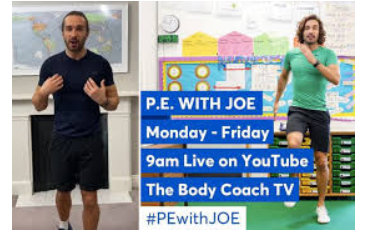 P.E. WITH JOE
Monday - Friday
9am Live on YouTube
The Body Coach TV
#PEwithJOE